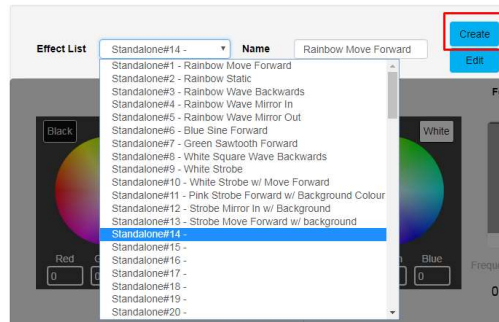 Create
Effect List Standalone#14 - Name Rainbow Move Forward
Edit
Standalone#1 - Rainbow Move Forward
Standalone#2 - Rainbow Static
Standalone#3 - Rainbow Wave Backwards
Standalone#4 - Rainbow Wave Mirror In
Standalone#5 - Rainbow Wave Mirror Out
Standalone#6 - Blue Sine Forward
Standalone#7 - Green Sawtooth Forward
Standalone#8 - White Square Wave Backwards
Standalone#9 - White Strobe
Standalone#10 - White Strobe w/ Move Forward
Standalone#11 - Pink Strobe Forward w/ Background Colour
Standalone#12 - Strobe Mirror In w/ Background
Standalone#13 - Strobe Move Forward w/ background
Standalone#14 -
Standalone#15 -
Standalone#16 -
Standalone#17 -
Standalone#18 -
Standalone#19 -
Standalone#20 -
Black
White
Red
Blue
0
0
0